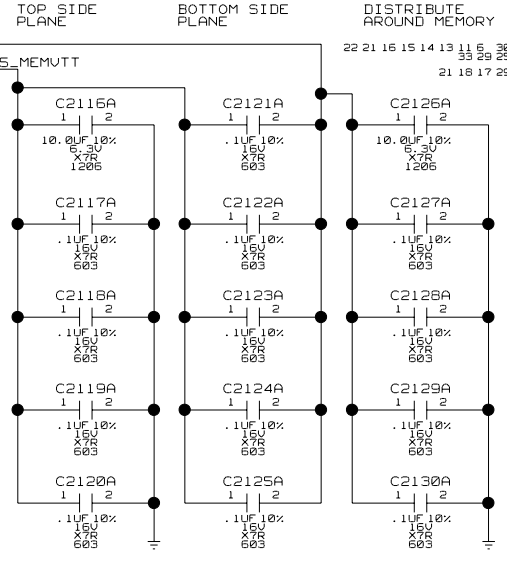 TOP SIDE
PLANE
BOTTOM SIDE
PLANE
DISTRIBUTE
AROUND MEMORY
22 21 16 15 14 13 11 6 30
33 29 25
21 18 17 29
5_MEMVTT
C2116A
1 2
10.0UF 10%
6.3V
X7R
1206
C2121A
1 2
.1UF 10%
16V
X7R
603
C2126A
1 2
10.0UF 10%
6.3V
X7R
1206
C2117A
1 2
.1UF 10%
16V
X7R
603
C2122A
1 2
.1UF 10%
16V
X7R
603
C2127A
1 2
.1UF 10%
16V
X7R
603
C2118A
1 2
.1UF 10%
16V
X7R
603
C2123A
1 2
.1UF 10%
16V
X7R
603
C2128A
1 2
.1UF 10%
16V
X7R
603
C2119A
1 2
.1UF 10%
16V
X7R
603
C2124A
1 2
.1UF 10%
16V
X7R
603
C2129A
1 2
.1UF 10%
16V
X7R
603
C2120A
1 2
.1UF 10%
16V
X7R
603
C2125A
1 2
.1UF 10%
16V
X7R
603
C2130A
1 2
.1UF 10%
16V
X7R
603